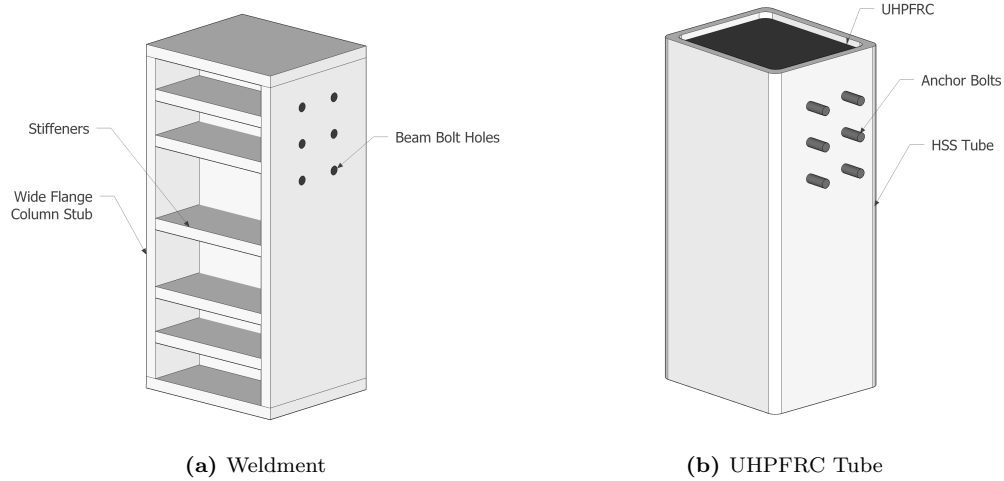 Stiffeners
Wide Flange
Column Stub
Beam Bolt Holes
(a) Weldment
UHPFRC
Anchor Bolts
HSS Tube
(b) UHPFRC Tube